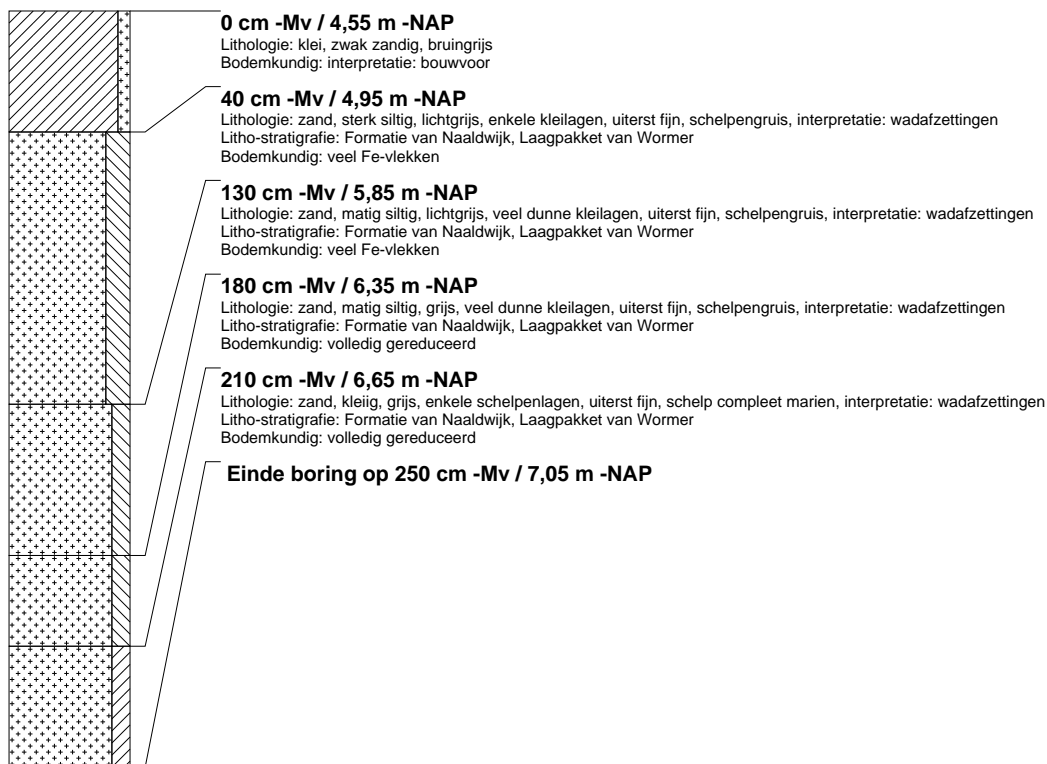 0 cm -Mv / 4,55 m -NAP
Lithologie: klei, zwak zandig, bruingrijs
Bodemkundig: interpretatie: bouwvoor
40 cm -Mv / 4,95 m -NAP
Lithologie: zand, sterk siltig, lichtgrijs, enkele kleilagen, uiterst fijn, schelpengruis, interpretatie: wadafzettingen
Litho-stratigrafie: Formatie van Naaldwijk, Laagpakket van Wormer
Bodemkundig: veel Fe-vlekken
130 cm -Mv / 5,85 m -NAP
Lithologie: zand, matig siltig, lichtgrijs, veel dunne kleilagen, uiterst fijn, schelpengruis, interpretatie: wadafzettingen
Litho-stratigrafie: Formatie van Naaldwijk, Laagpakket van Wormer
Bodemkundig: veel Fe-vlekken
180 cm -Mv / 6,35 m -NAP
Lithologie: zand, matig siltig, grijs, veel dunne kleilagen, uiterst fijn, schelpengruis, interpretatie: wadafzettingen
Litho-stratigrafie: Formatie van Naaldwijk, Laagpakket van Wormer
Bodemkundig: volledig gereduceerd
210 cm -Mv / 6,65 m -NAP
Lithologie: zand, kleiig, grijs, enkele schelpenlagen, uiterst fijn, schelp compleet marien, interpretatie: wadafzettingen
Litho-stratigrafie: Formatie van Naaldwijk, Laagpakket van Wormer
Bodemkundig: volledig gereduceerd
Einde boring op 250 cm -Mv / 7,05 m -NAP